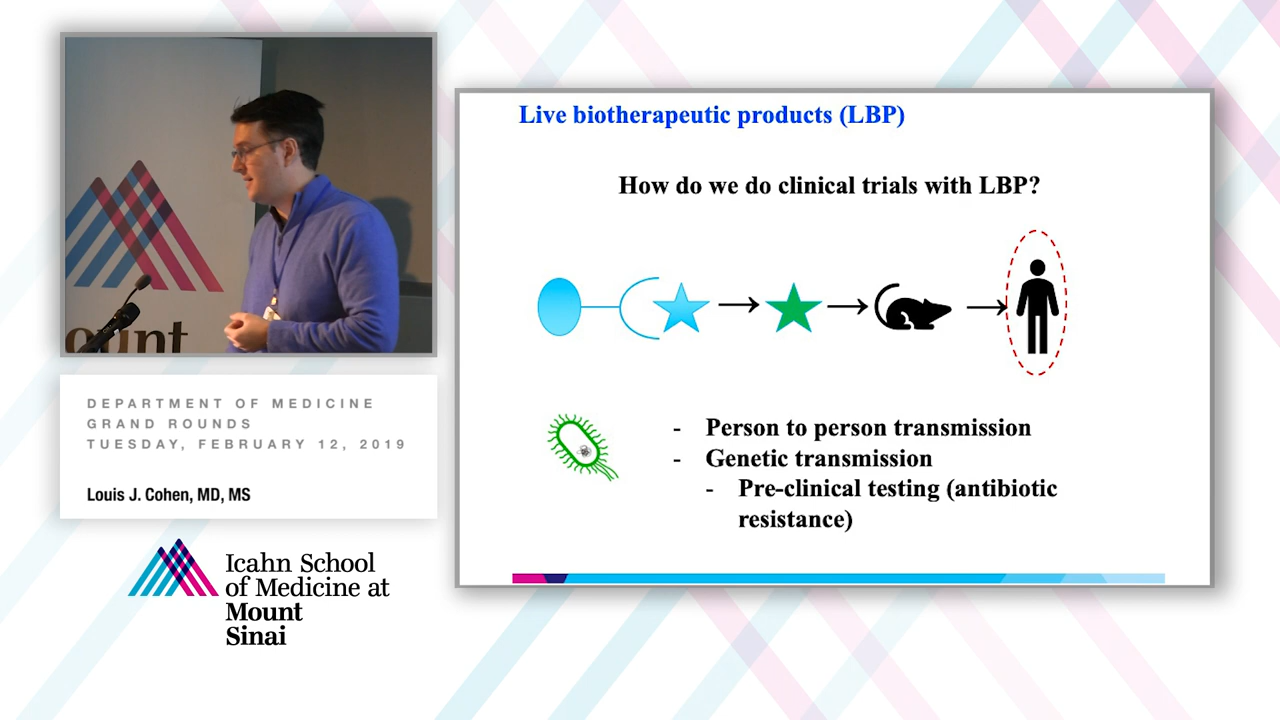 ount
DEPARTMENT OF MEDICINE
GRAND ROUNDS
TUESDAY, FEBRUARY 12, 2019
Louis J. Cohen, MD, MS
Icahn School
of Medicine at
Mount
Sinai
Live biotherapeutic products (LBP)
How do we do clinical trials with LBP?
- Person to person transmission
- Genetic transmission
- Pre-clinical testing (antibiotic
resistance)